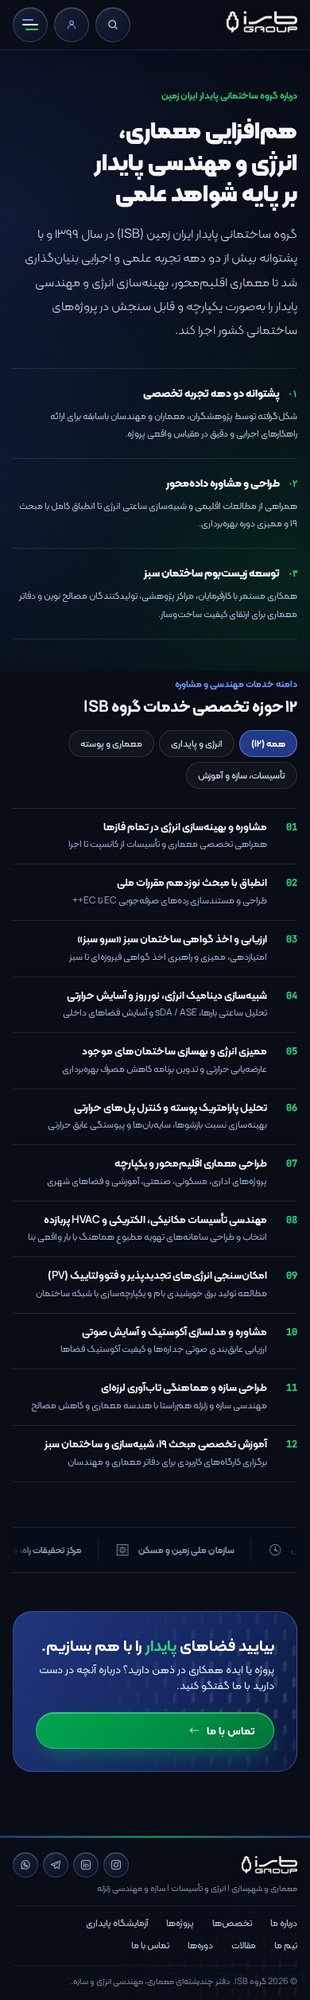 isb
GROUP
درباره گروه ساختمانی پایدار ایران زمین
هم‌افزایی معماری،
انرژی و مهندسی پایدار
بر پایه شواهد علمی
گروه ساختمانی پایدار ایران زمین (ISB) در سال ۱۳۹۹ و با
پشتوانه بیش از دو دهه تجربه علمی و اجرایی بنیان‌گذاری
شد تا معماری اقلیم‌محور، بهینه‌سازی انرژی و مهندسی
پایدار را به‌صورت یکپارچه و قابل سنجش در پروژه‌های
ساختمانی کشور اجرا کند.
۰۱ پشتوانه دو دهه تجربه تخصصی
شکل‌گرفته توسط پژوهشگران، معماران و مهندسان باسابقه برای ارائه
راهکارهای اجرایی و دقیق در مقیاس واقعی پروژه.
۰۲ طراحی و مشاوره داده‌محور
همراهی از مطالعات اقلیمی و شبیه‌سازی ساعتی انرژی تا انطباق کامل با مبحث
۱۹ و ممیزی دوره بهره‌برداری.
۰۳ توسعه زیست‌بوم ساختمان سبز
همکاری مستمر با کارفرمایان، مراکز پژوهشی، تولیدکنندگان مصالح نوین و دفاتر
معماری برای ارتقای کیفیت ساخت‌وساز.
دامنه خدمات مهندسی و مشاوره
۱۲ حوزه تخصصی خدمات گروه ISB
همه (۱۲) انرژی و پایداری معماری و پوسته
تأسیسات، سازه و آموزش
01 مشاوره و بهینه‌سازی انرژی در تمام فازها
همراهی تخصصی معماری و تأسیسات از کانسپت تا اجرا
02 انطباق با مبحث نوزدهم مقررات ملی
طراحی و مستندسازی رده‌های صرفه‌جویی EC تا EC++
03 ارزیابی و اخذ گواهی ساختمان سبز «سرو سبز»
امتیازدهی، ممیزی و راهبری اخذ گواهی فیروزه‌ای تا سبز
04 شبیه‌سازی دینامیک انرژی، نور روز و آسایش حرارتی
تحلیل ساعتی بارها، sDA / ASE و آسایش فضاهای داخلی
05 ممیزی انرژی و بهسازی ساختمان‌های موجود
عارضه‌یابی حرارتی و تدوین برنامه کاهش مصرف بهره‌برداری
06 تحلیل پارامتریک پوسته و کنترل پل‌های حرارتی
بهینه‌سازی نسبت بازشوها، سایه‌بان‌ها و پیوستگی عایق حرارتی
07 طراحی معماری اقلیم‌محور و یکپارچه
پروژه‌های اداری، مسکونی، صنعتی، آموزشی و فضاهای شهری
08 مهندسی تأسیسات مکانیکی، الکتریکی و HVAC پربازده
انتخاب و طراحی سامانه‌های تهویه مطبوع هماهنگ با بار واقعی بنا
09 امکان‌سنجی انرژی‌های تجدیدپذیر و فتوولتاییک (PV)
مطالعه تولید برق خورشیدی بام و یکپارچه‌سازی با شبکه ساختمان
10 مشاوره و مدلسازی آکوستیک و آسایش صوتی
ارزیابی عایق‌بندی صوتی جداره‌ها و کیفیت آکوستیک فضاها
11 طراحی سازه و هماهنگی تاب‌آوری لرزه‌ای
مهندسی سازه و زلزله هم‌راستا با هندسه معماری و کاهش مصالح
12 آموزش تخصصی مبحث ۱۹، شبیه‌سازی و ساختمان سبز
برگزاری کارگاه‌های کاربردی برای دفاتر معماری و مهندسان
سازمان ملی زمین و مسکن مرکز تحقیقات راه،
بیایید فضاهای پایدار را با هم بسازیم.
پروژه یا ایده همکاری در ذهن دارید؟ درباره آنچه در دست
دارید با ما گفتگو کنید.
تماس با ما ←
isb
GROUP
معماری و شهرسازی | انرژی و تأسیسات | سازه و مهندسی زلزله
درباره ما تخصص‌ها پروژه‌ها آزمایشگاه پایداری
تیم ما مقالات دوره‌ها تماس با ما
© 2026 گروه ISB. دفتر چندرشته‌ای معماری، مهندسی انرژی و سازه.